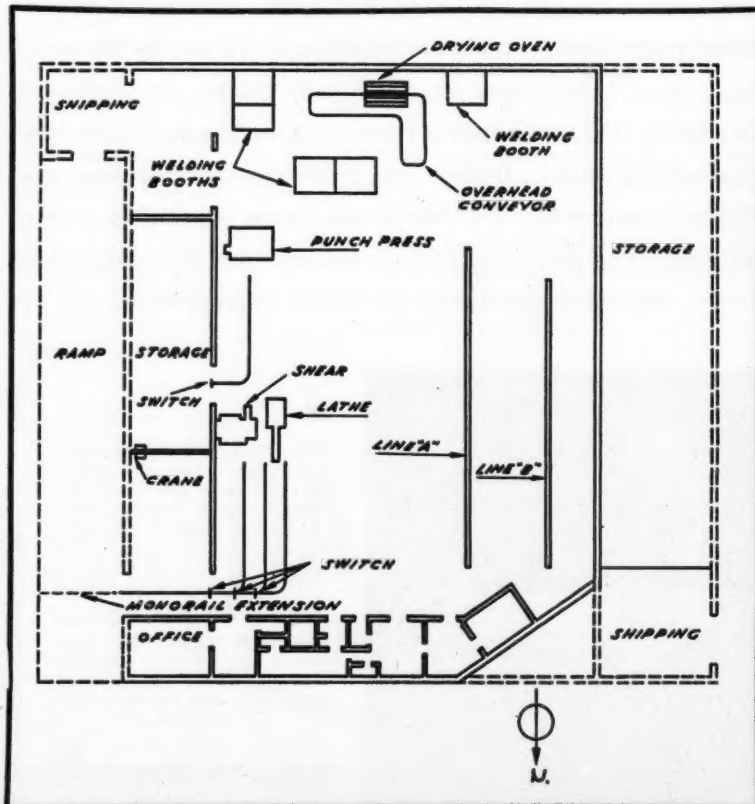 DRYING OVEN
SHIPPING
WELDING
BOOTHS
WELDING
BOOTH
OVERHEAD
CONVEYOR
PUNCH PRESS
STORAGE
RAMP
STORAGE
SHEAR
SWITCH
LATHE
LINE "A"
LINE "B"
CRANE
SWITCH
MONORAIL EXTENSION
OFFICE
SHIPPING
N.